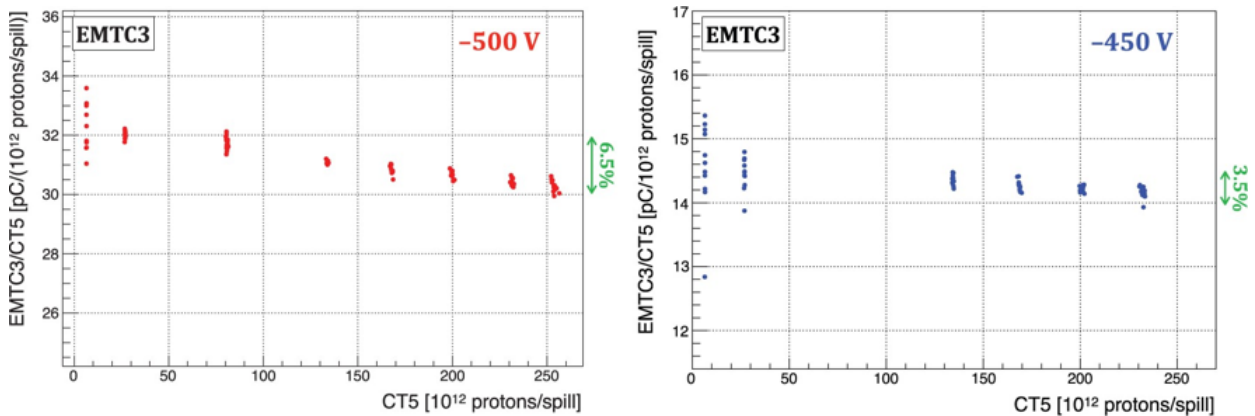 EMTC3
–500 V
EMTC3/CT5 [pC/(10¹² protons/spill)]
36
34
32
30
28
26
6.5%
0 50 100 150 200 250
CT5 [10¹² protons/spill]
EMTC3
–450 V
EMTC3/CT5 [pC/10¹² protons/spill)
17
16
15
14
13
12
3.5%
0 50 100 150 200 250
CT5 [10¹² protons/spill]